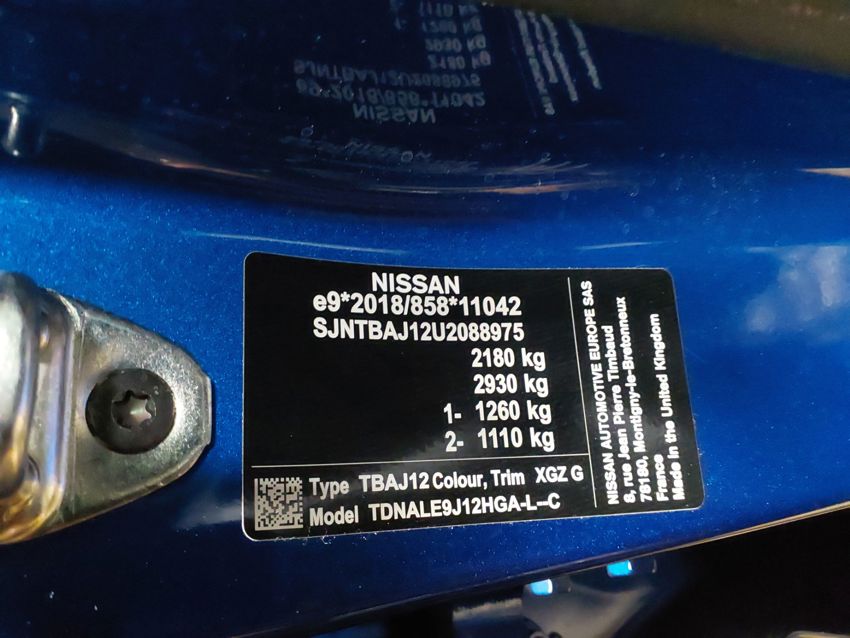 NISSAN
e9*2018/858*11042
SJNTBAJ12U2088975
2180 kg
2930 kg
1- 1260 kg
2- 1110 kg
Type TBAJ12 Colour, Trim XGZ G
Model TDNALE9J12HGA-L--C
NISSAN AUTOMOTIVE EUROPE SAS
8, rue Jean Pierre Timbaud
78180, Montigny-le-Bretonneux
France
Made in the United Kingdom